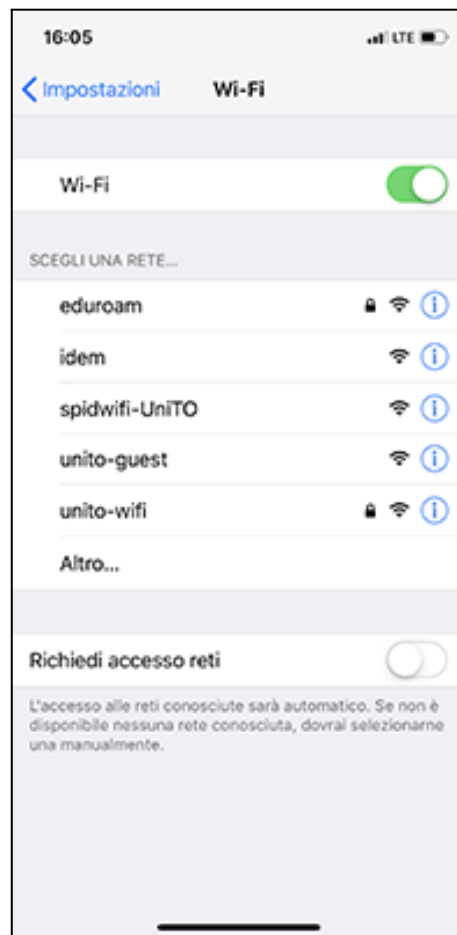 16:05
LTE
Impostazioni
Wi-Fi
Wi-Fi
SCEGLI UNA RETE...
eduroam
idem
spidwifi-UniTO
unito-guest
unito-wifi
Altro...
Richiedi accesso reti
L'accesso alle reti conosciute sarà automatico. Se non è
disponibile nessuna rete conosciuta, dovrai selezionarne
una manualmente.